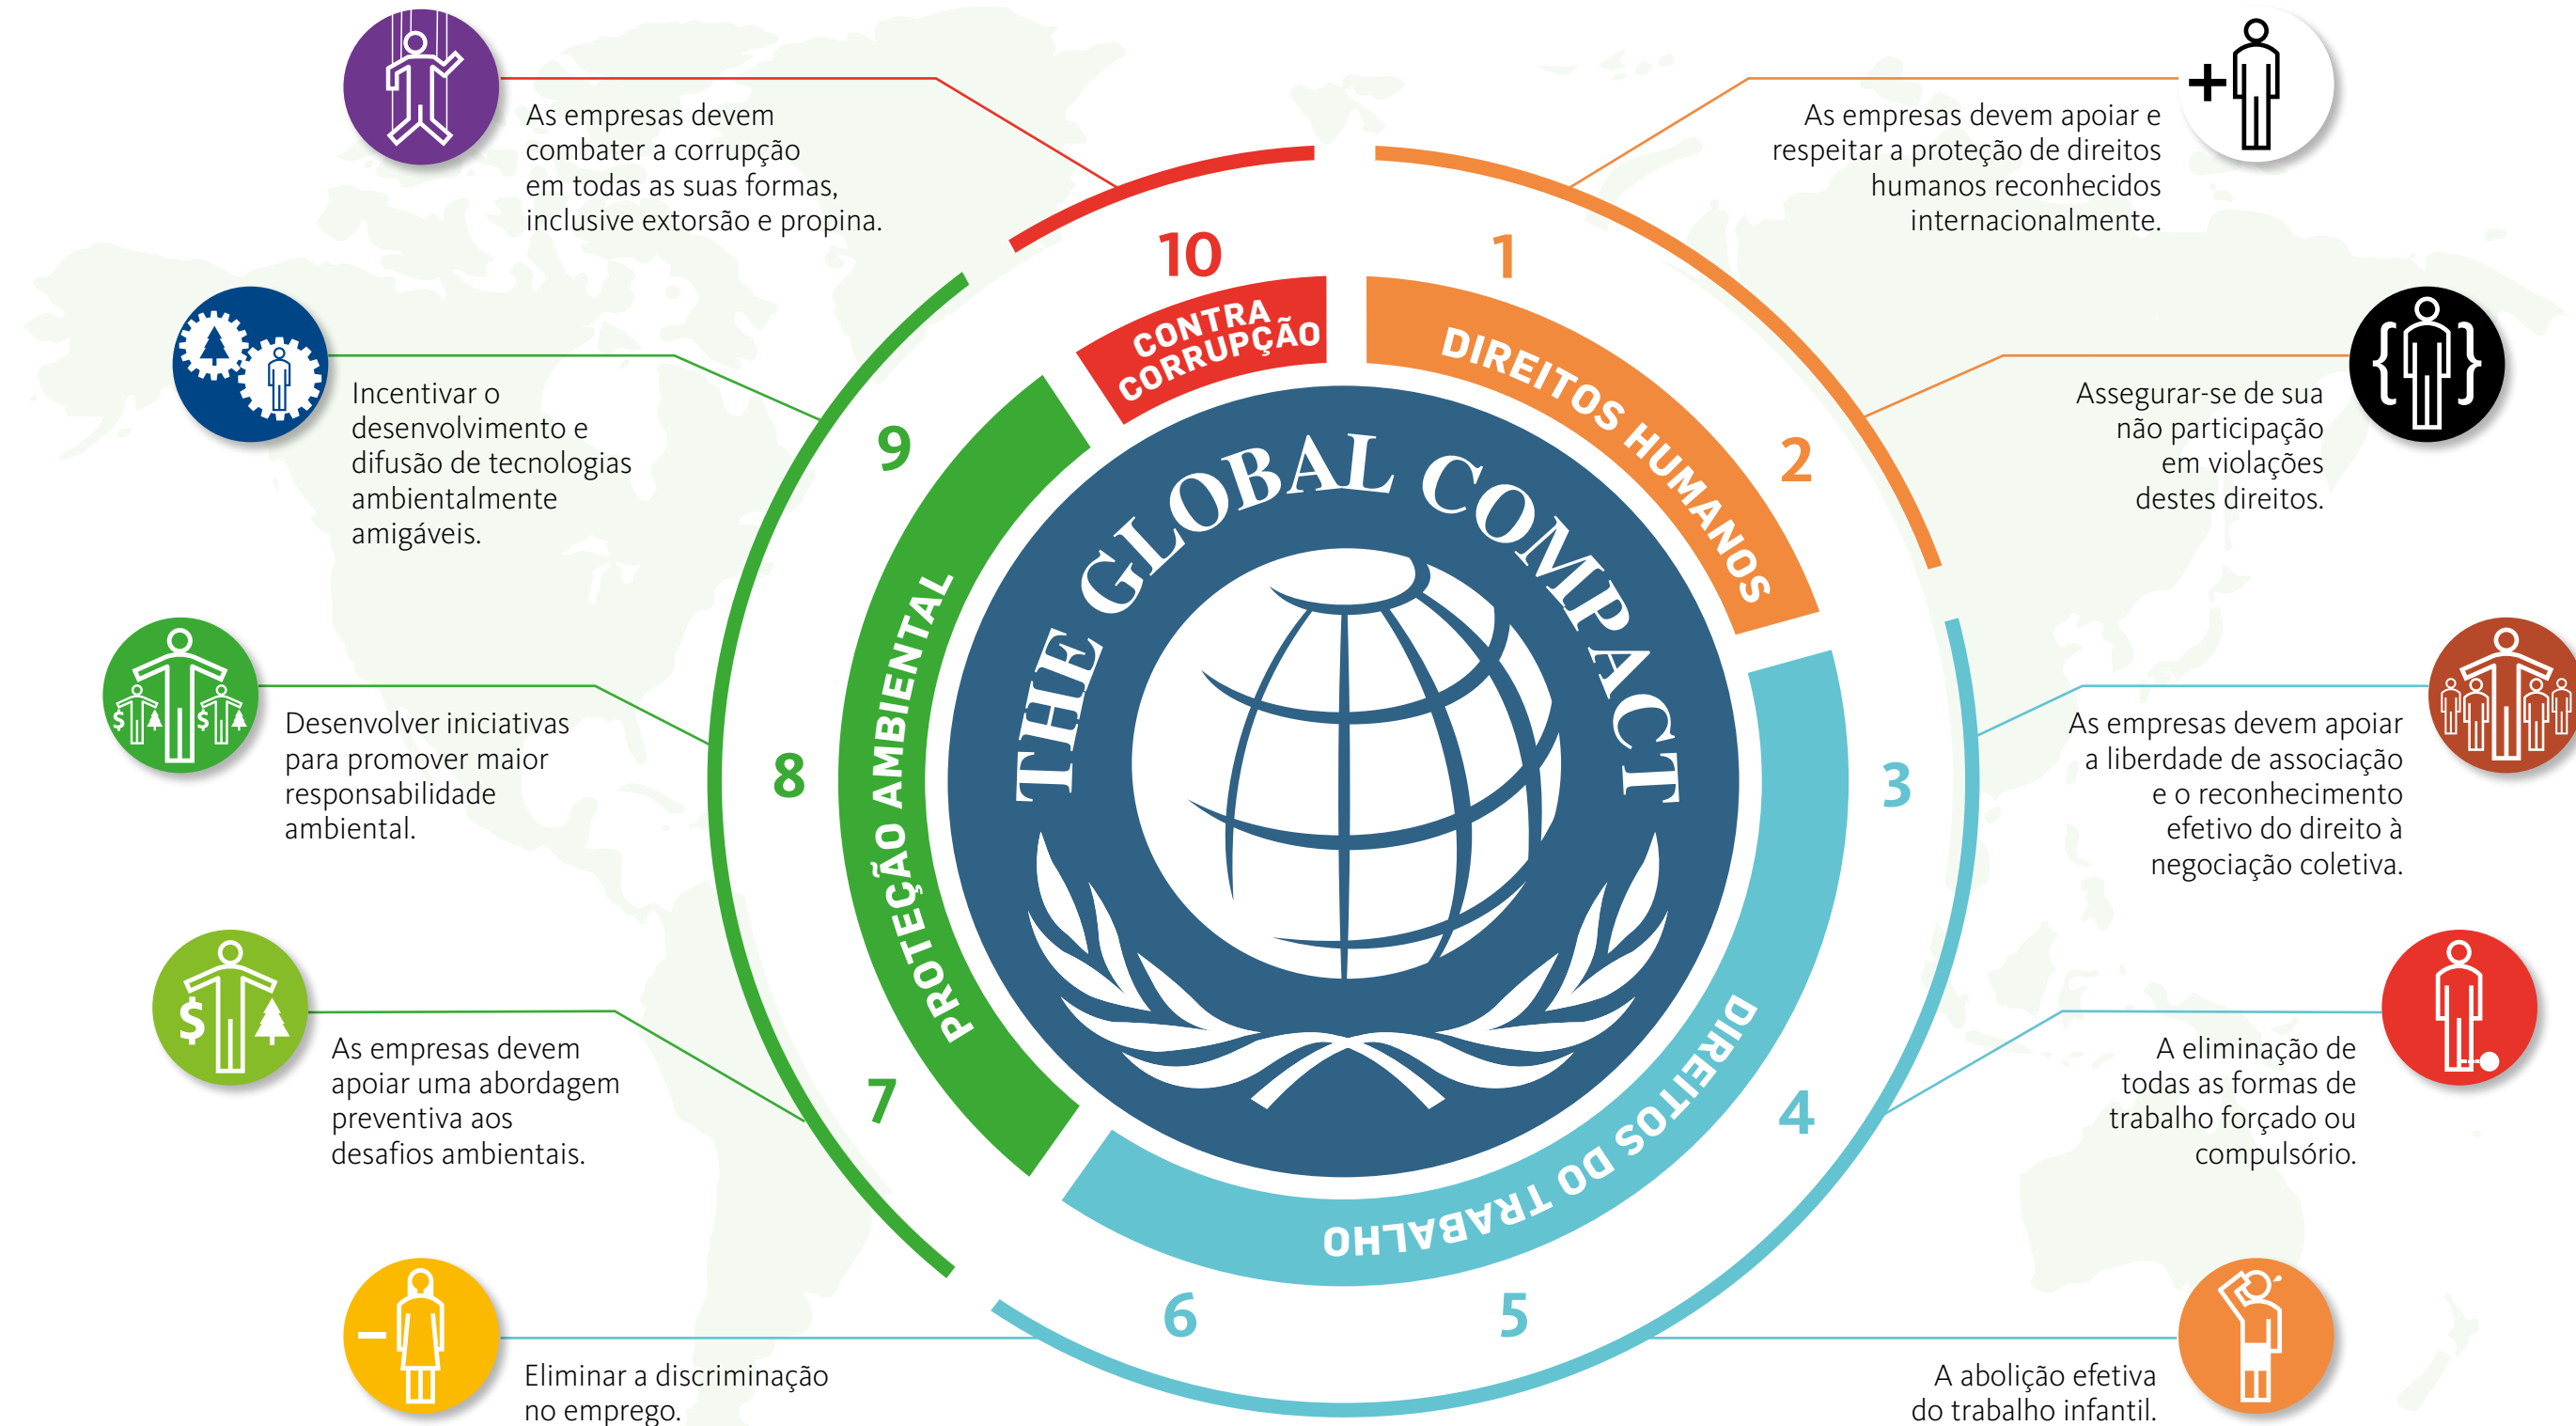 THE GLOBAL COMPACT
CONTRA
CORRUPÇÃO
DIREITOS HUMANOS
DIREITOS DO TRABALHO
PROTEÇÃO AMBIENTAL
1
As empresas devem apoiar e
respeitar a proteção de direitos
humanos reconhecidos
internacionalmente.
2
Assegurar-se de sua
não participação
em violações
destes direitos.
3
As empresas devem apoiar
a liberdade de associação
e o reconhecimento
efetivo do direito à
negociação coletiva.
4
A eliminação de
todas as formas de
trabalho forçado ou
compulsório.
5
A abolição efetiva
do trabalho infantil.
6
Eliminar a discriminação
no emprego.
7
As empresas devem
apoiar uma abordagem
preventiva aos
desafios ambientais.
8
Desenvolver iniciativas
para promover maior
responsabilidade
ambiental.
9
Incentivar o
desenvolvimento e
difusão de tecnologias
ambientalmente
amigáveis.
10
As empresas devem
combater a corrupção
em todas as suas formas,
inclusive extorsão e propina.